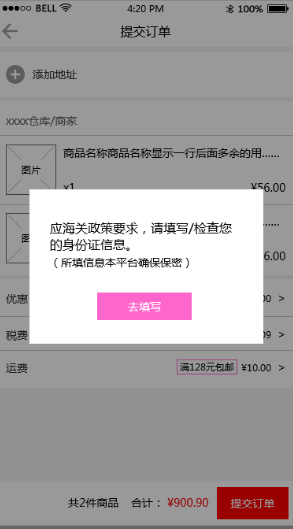 BELL 4:20 PM 100%
提交订单
添加地址
xxxx仓库/商家
商品名称商品名称显示一行后面多余的用......
图片
x1 ¥56.00
应海关政策要求，请填写/检查您
的身份证信息。
（所填信息本平台确保保密）
去填写
优惠 >
税费 >
运费 满128元包邮 ¥10.00 >
共2件商品 合计： ¥900.90 提交订单